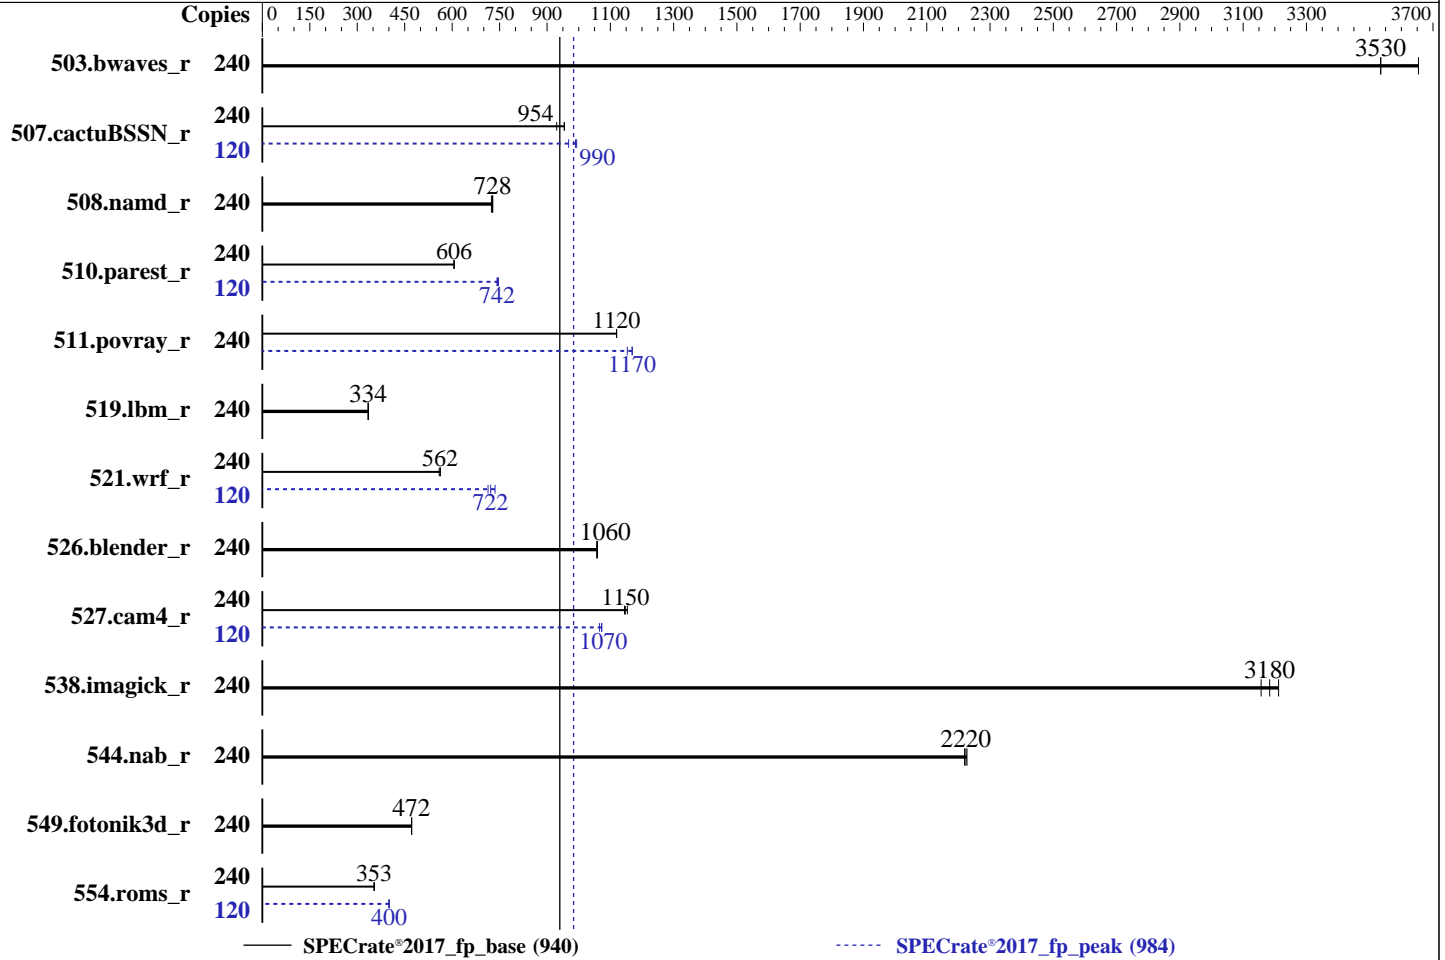 Copies 0 150 300 450 600 750 900 1100 1300 1500 1700 1900 2100 2300 2500 2700 2900 3100 3300 3700
503.bwaves_r 240 3530
507.cactuBSSN_r 240 954
120 990
508.namd_r 240 728
510.parest_r 240 606
120 742
511.povray_r 240 1120
1170
519.lbm_r 240 334
521.wrf_r 240 562
120 722
526.blender_r 240 1060
527.cam4_r 240 1150
120 1070
538.imagick_r 240 3180
544.nab_r 240 2220
549.fotonik3d_r 240 472
554.roms_r 240 353
120 400
SPECrate®2017_fp_base (940) SPECrate®2017_fp_peak (984)